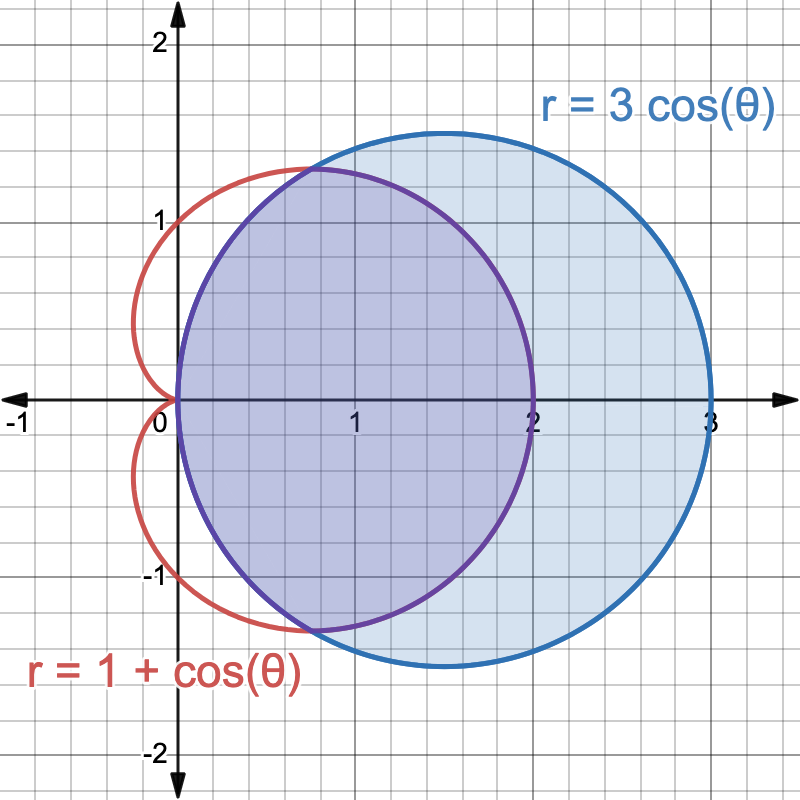 2
r = 3 cos(θ)
1
-1 0 1 2 3
-1
r = 1 + cos(θ)
-2